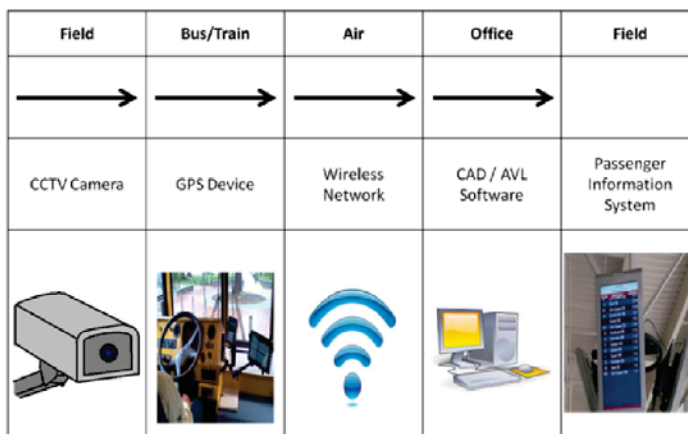 Field
Bus/Train
Air
Office
Field
CCTV Camera
GPS Device
Wireless
Network
CAD / AVL
Software
Passenger
Information
System